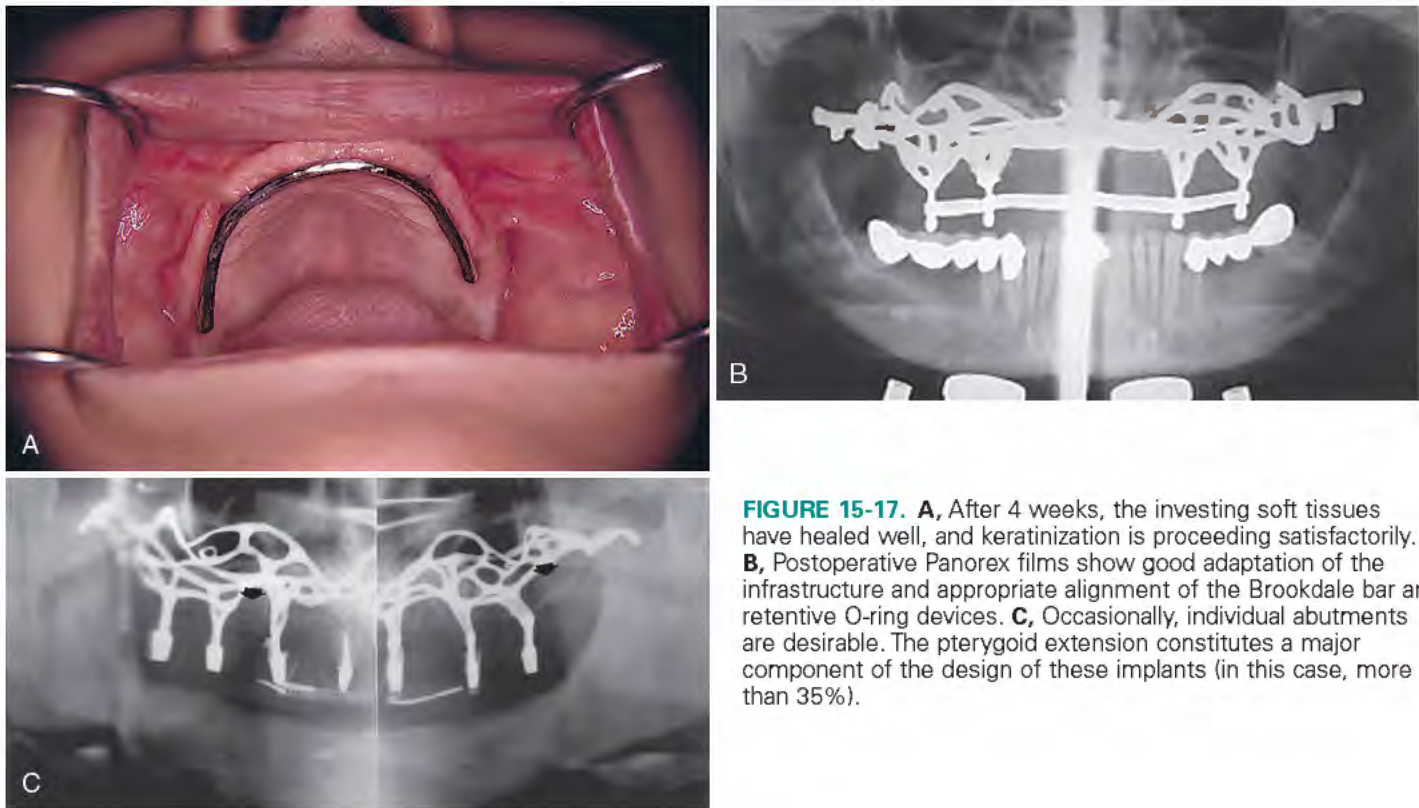 A
B
C
FIGURE 15-17. A, After 4 weeks, the investing soft tissues
have healed well, and keratinization is proceeding satisfactorily.
B, Postoperative Panorex films show good adaptation of the
infrastructure and appropriate alignment of the Brookdale bar
retentive O-ring devices. C, Occasionally, individual abutments
are desirable. The pterygoid extension constitutes a major
component of the design of these implants (in this case, more
than 35%).